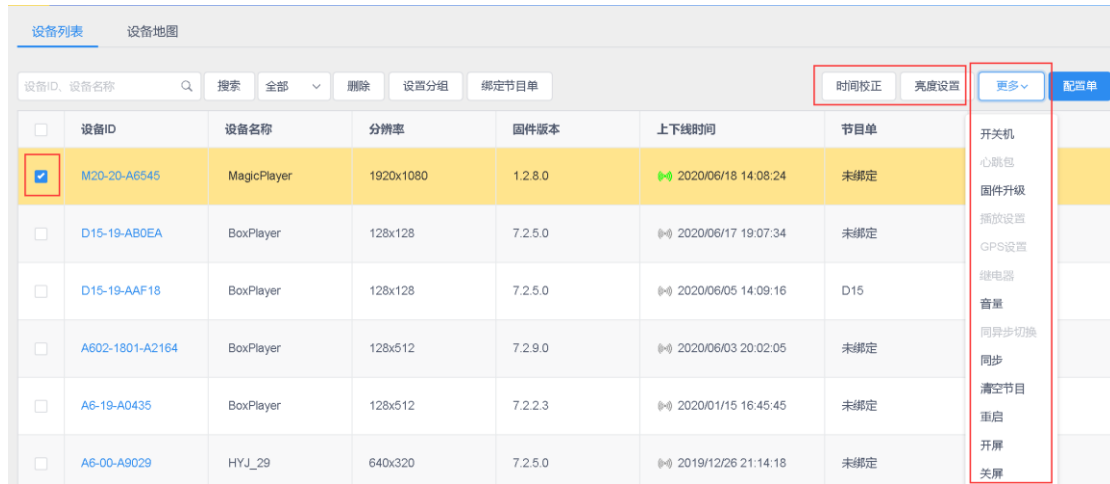 设备列表 设备地图
设备ID、设备名称 搜索 全部 删除 设置分组 绑定节目单 时间校正 亮度设置 更多 配置单
设备ID 设备名称 分辨率 固件版本 上下线时间 节目单
开关机
心跳包
M20-20-A6545 MagicPlayer 1920x1080 1.2.8.0 2020/06/18 14:08:24 未绑定
固件升级
播放设置
D15-19-AB0EA BoxPlayer 128x128 7.2.5.0 2020/06/17 19:07:34 未绑定
GPS设置
继电器
D15-19-AAF18 BoxPlayer 128x128 7.2.5.0 2020/06/05 14:09:16 D15
音量
同异步切换
A602-1801-A2164 BoxPlayer 128x512 7.2.9.0 2020/06/03 20:02:05 未绑定
同步
清空节目
A6-19-A0435 BoxPlayer 128x512 7.2.2.3 2020/01/15 16:45:45 未绑定
重启
开屏
A6-00-A9029 HYJ_29 640x320 7.2.5.0 2019/12/26 21:14:18 未绑定
关屏